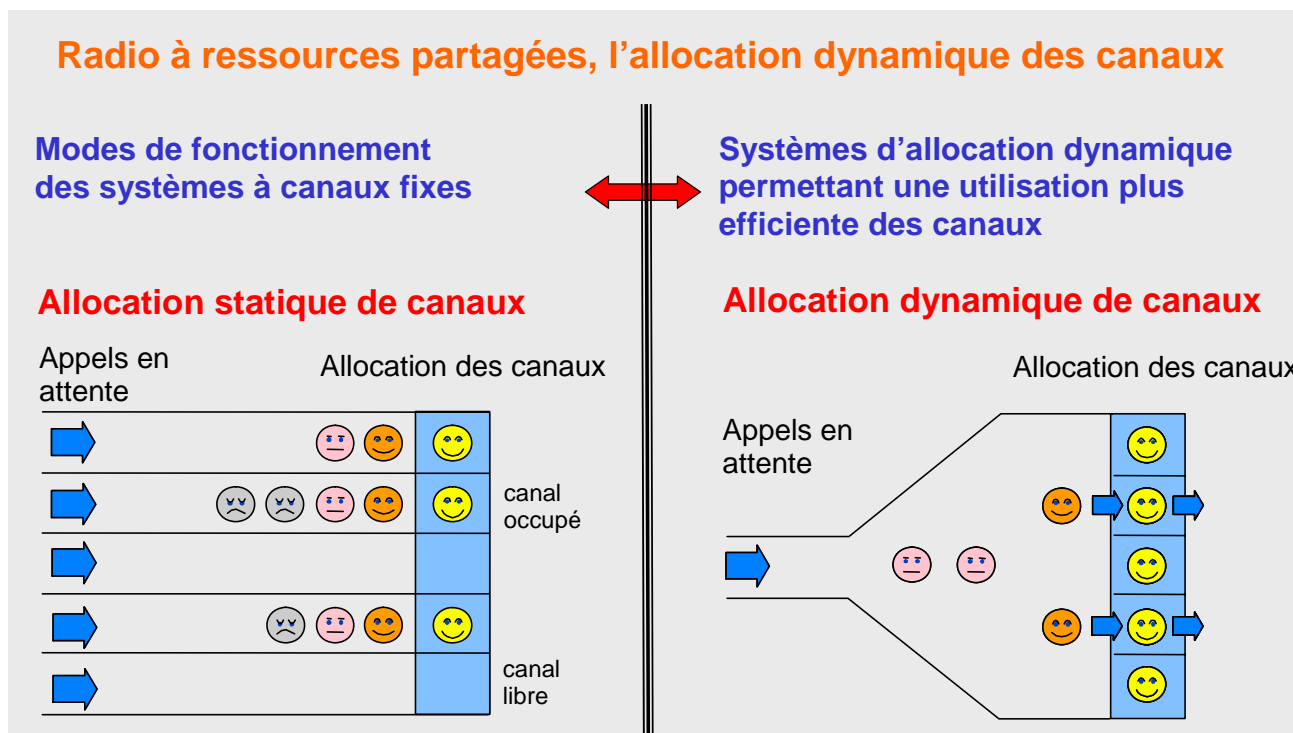 Radio à ressources partagées, l'allocation dynamique des canaux
Modes de fonctionnement
des systèmes à canaux fixes
Allocation statique de canaux
Appels en
attente
Allocation des canaux
canal
occupé
canal
libre
Systèmes d'allocation dynamique
permettant une utilisation plus
efficiente des canaux
Allocation dynamique de canaux
Allocation des canaux
Appels en
attente